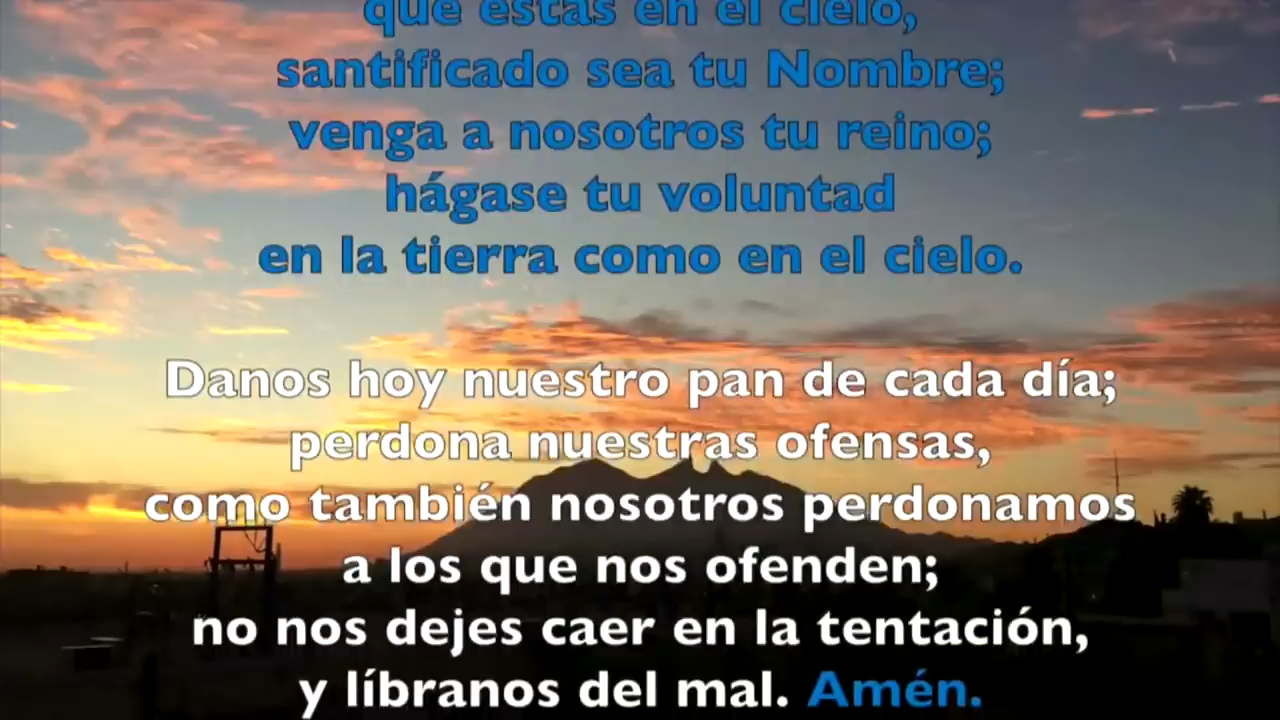 que estás en el cielo,
santificado sea tu Nombre;
venga a nosotros tu reino;
hágase tu voluntad
en la tierra como en el cielo.
Danos hoy nuestro pan de cada día;
perdona nuestras ofensas,
como también nosotros perdonamos
a los que nos ofenden;
no nos dejes caer en la tentación,
y líbranos del mal. Amén.